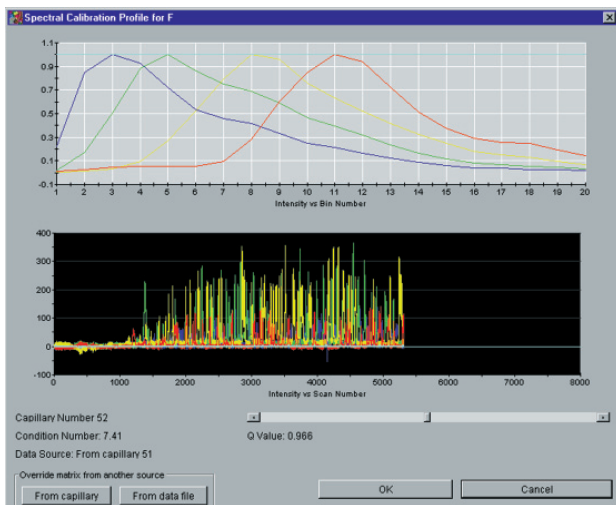 Spectral Calibration Profile for F
1.1
0.9
0.7
0.5
0.3
0.1
-0.1
1 2 3 4 5 6 7 8 9 10 11 12 13 14 15 16 17 18 19 20
Intensity vs Bin Number
400
300
200
100
0
-100
0 1000 2000 3000 4000 5000 6000 7000 8000
Intensity vs Scan Number
Capillary Number 52
Condition Number: 7.41 Q Value: 0.966
Data Source: From capillary 51
Override matrix from another source
From capillary From data file OK Cancel